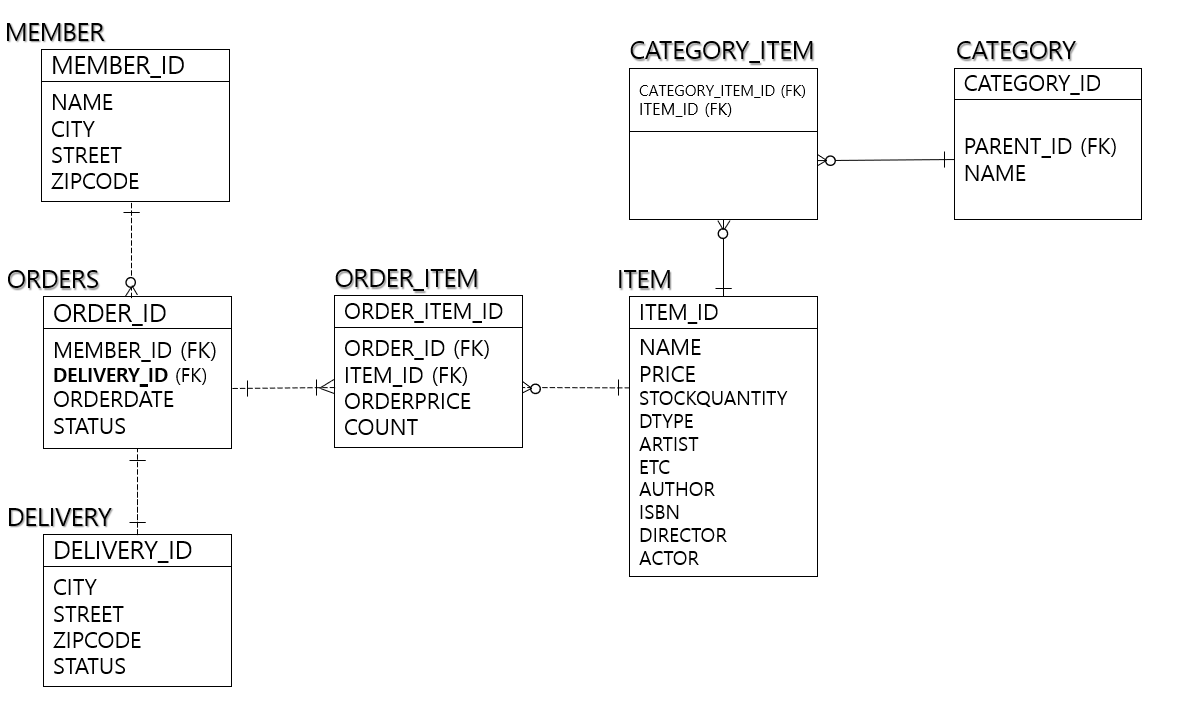 MEMBER
MEMBER_ID
NAME
CITY
STREET
ZIPCODE
ORDERS
ORDER_ID
MEMBER_ID (FK)
DELIVERY_ID (FK)
ORDERDATE
STATUS
DELIVERY
DELIVERY_ID
CITY
STREET
ZIPCODE
STATUS
ORDER_ITEM
ORDER_ITEM_ID
ORDER_ID (FK)
ITEM_ID (FK)
ORDERPRICE
COUNT
CATEGORY_ITEM
CATEGORY_ITEM_ID (FK)
ITEM_ID (FK)
ITEM
ITEM_ID
NAME
PRICE
STOCKQUANTITY
DTYPE
ARTIST
ETC
AUTHOR
ISBN
DIRECTOR
ACTOR
CATEGORY
CATEGORY_ID
PARENT_ID (FK)
NAME